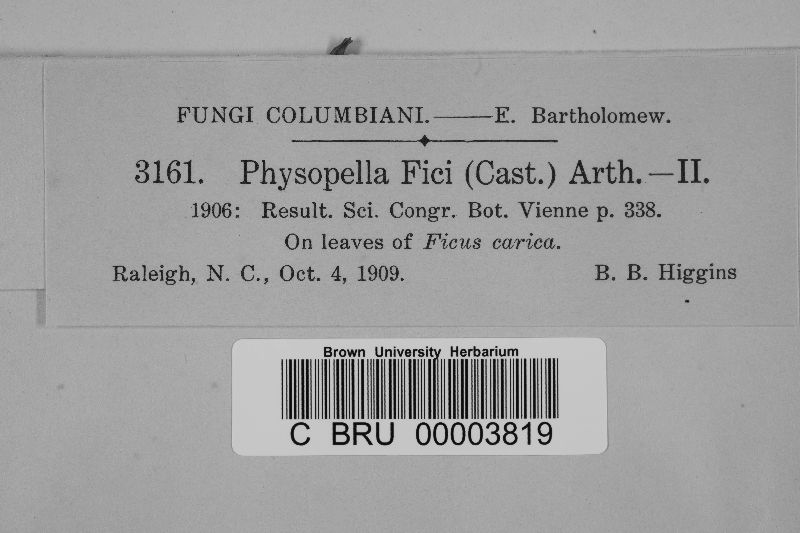 FUNGI COLUMBIANI.——E. Bartholomew.
3161. Physopella Fici (Cast.) Arth.—II.
1906: Result. Sci. Congr. Bot. Vienne p. 338.
On leaves of Ficus carica.
Raleigh, N. C., Oct. 4, 1909. B. B. Higgins
Brown University Herbarium
C BRU 00003819